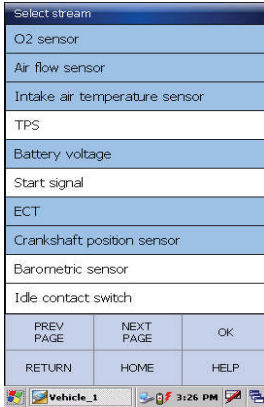 Select stream
O2 sensor
Air flow sensor
Intake air temperature sensor
TPS
Battery voltage
Start signal
ECT
Crankshaft position sensor
Barometric sensor
Idle contact switch
PREV PAGE
NEXT PAGE
OK
RETURN
HOME
HELP
Vehicle_1
3:26 PM